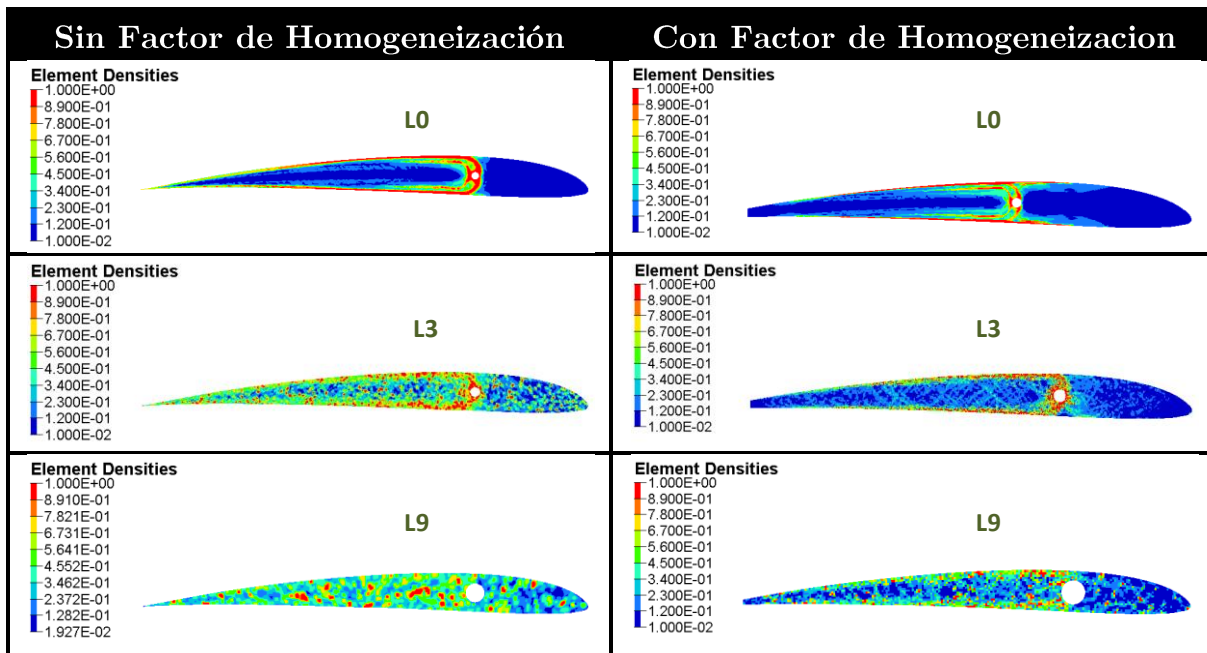 Sin Factor de Homogeneización
Con Factor de Homogeneizacion
Element Densities
1.000E+00
8.900E-01
7.800E-01
6.700E-01
5.600E-01
4.500E-01
3.400E-01
2.300E-01
1.200E-01
1.000E-02
L0
Element Densities
1.000E+00
8.900E-01
7.800E-01
6.700E-01
5.600E-01
4.500E-01
3.400E-01
2.300E-01
1.200E-01
1.000E-02
L0
Element Densities
1.000E+00
8.900E-01
7.800E-01
6.700E-01
5.600E-01
4.500E-01
3.400E-01
2.300E-01
1.200E-01
1.000E-02
L3
Element Densities
1.000E+00
8.900E-01
7.800E-01
6.700E-01
5.600E-01
4.500E-01
3.400E-01
2.300E-01
1.200E-01
1.000E-02
L3
Element Densities
1.000E+00
8.910E-01
7.821E-01
6.731E-01
5.641E-01
4.552E-01
3.462E-01
2.372E-01
1.282E-01
1.927E-02
L9
Element Densities
1.000E+00
8.900E-01
7.800E-01
6.700E-01
5.600E-01
4.500E-01
3.400E-01
2.300E-01
1.200E-01
1.000E-02
L9